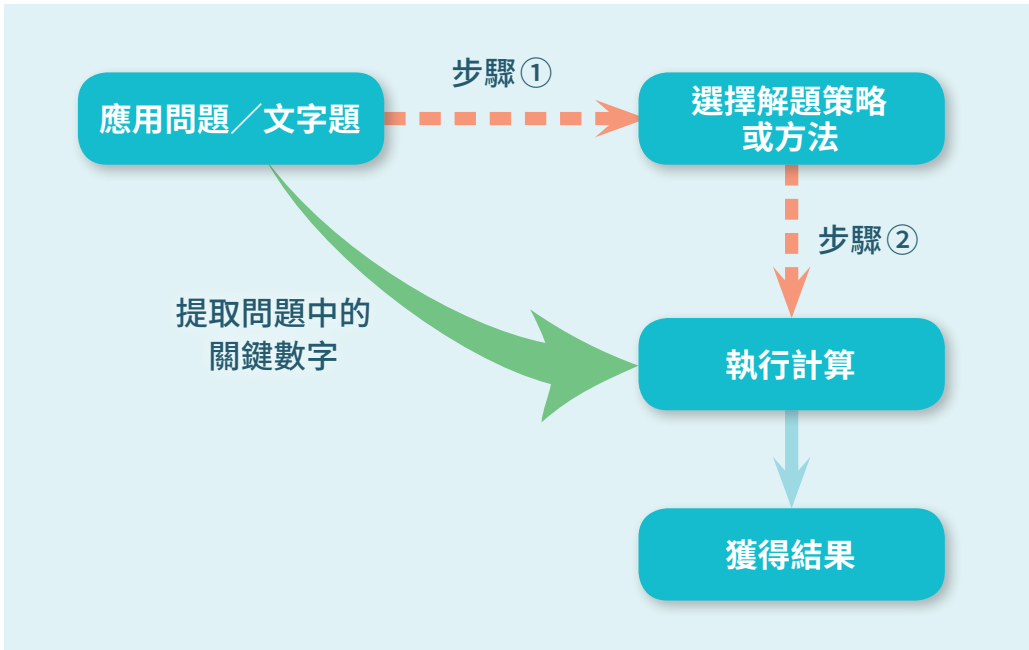 步驟①
應用問題／文字題
選擇解題策略
或方法
步驟②
提取問題中的
關鍵數字
執行計算
獲得結果